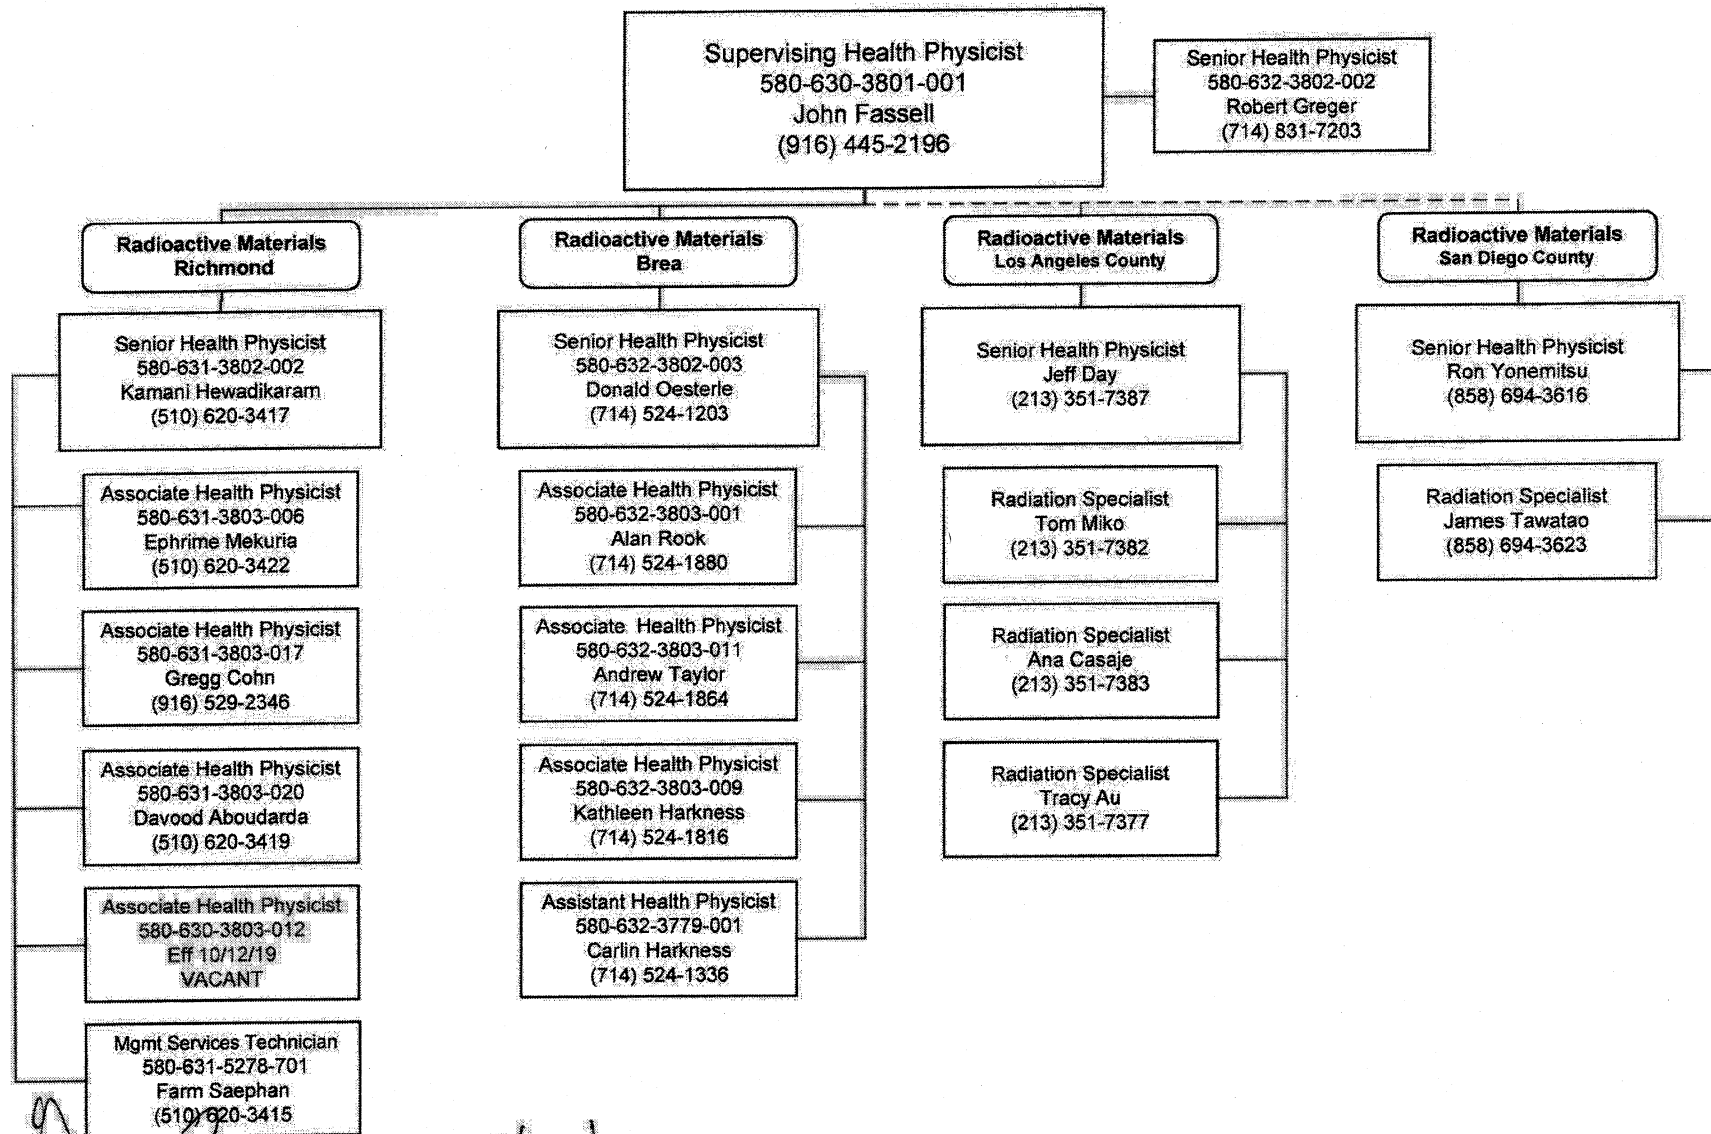 Supervising Health Physicist
580-630-3801-001
John Fassell
(916) 445-2196
Senior Health Physicist
580-632-3802-002
Robert Greger
(714) 831-7203
Radioactive Materials
Richmond
Senior Health Physicist
580-631-3802-002
Kamani Hewadikaram
(510) 620-3417
Associate Health Physicist
580-631-3803-006
Ephrime Mekuria
(510) 620-3422
Associate Health Physicist
580-631-3803-017
Gregg Cohn
(916) 529-2346
Associate Health Physicist
580-631-3803-020
Davood Aboudarda
(510) 620-3419
Associate Health Physicist
580-630-3803-012
Eff 10/12/19
VACANT
Mgmt Services Technician
580-631-5278-701
Farm Saephan
(510) 620-3415
Radioactive Materials
Brea
Senior Health Physicist
580-632-3802-003
Donald Oesterle
(714) 524-1203
Associate Health Physicist
580-632-3803-001
Alan Rook
(714) 524-1880
Associate Health Physicist
580-632-3803-011
Andrew Taylor
(714) 524-1864
Associate Health Physicist
580-632-3803-009
Kathleen Harkness
(714) 524-1816
Assistant Health Physicist
580-632-3779-001
Carlin Harkness
(714) 524-1336
Radioactive Materials
Los Angeles County
Senior Health Physicist
Jeff Day
(213) 351-7387
Radiation Specialist
Tom Miko
(213) 351-7382
Radiation Specialist
Ana Casaje
(213) 351-7383
Radiation Specialist
Tracy Au
(213) 351-7377
Radioactive Materials
San Diego County
Senior Health Physicist
Ron Yonemitsu
(858) 694-3616
Radiation Specialist
James Tawatao
(858) 694-3623